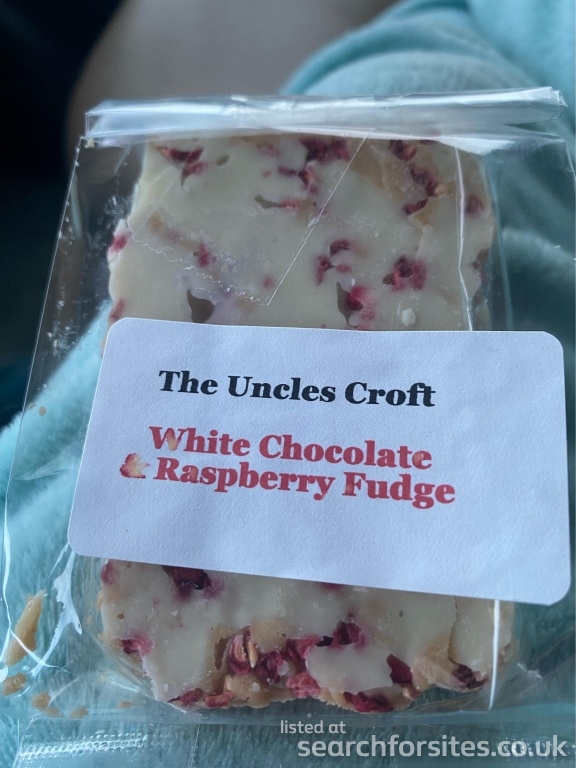 The Uncles Croft
White Chocolate
& Raspberry Fudge
listed at
searchforsites.co.uk